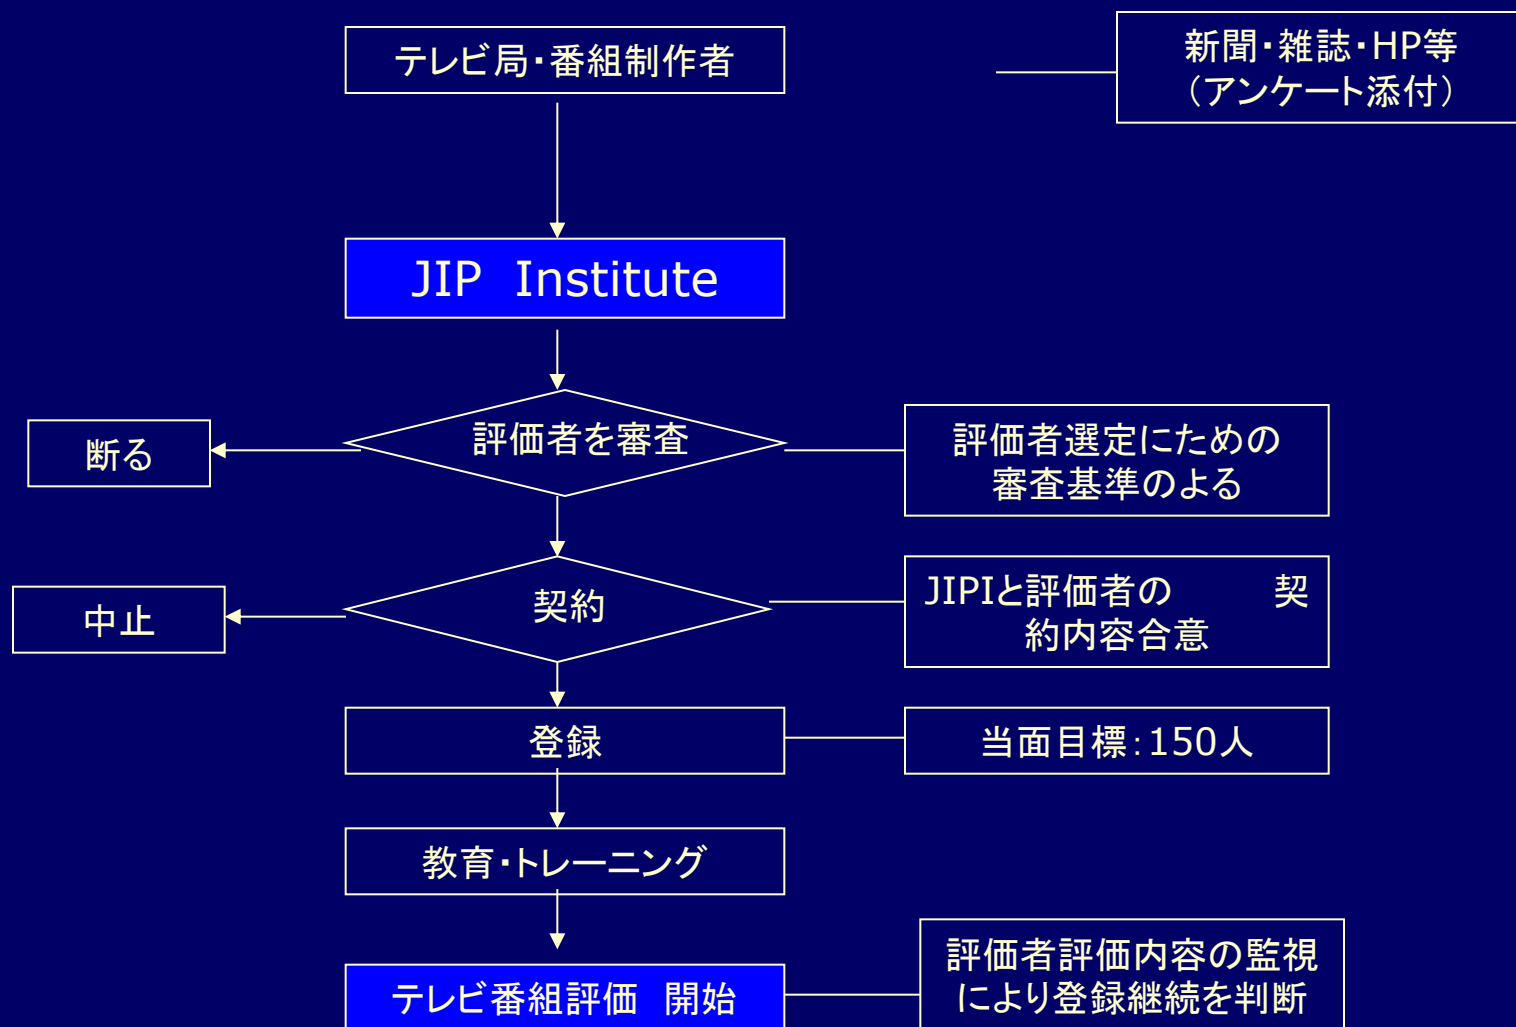 テレビ局・番組制作者
新聞・雑誌・HP等
（アンケート添付）
JIP Institute
評価者を審査
断る
評価者選定にための
審査基準のよる
契約
中止
JIPIと評価者の　　契
約内容合意
登録
当面目標：150人
教育・トレーニング
テレビ番組評価　開始
評価者評価内容の監視
により登録継続を判断